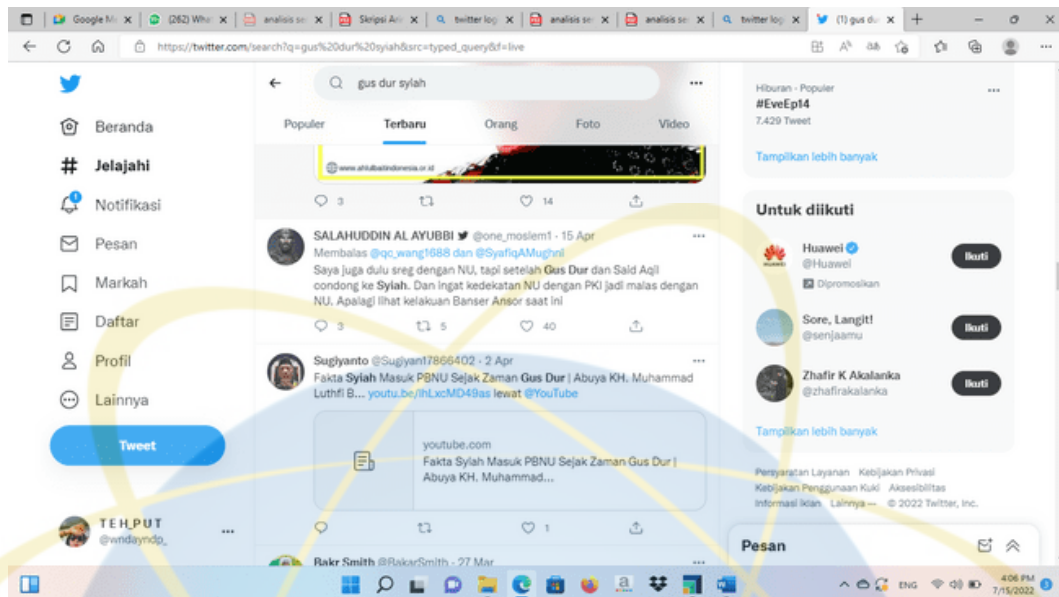 Google M
(262) What
analisis se
Skripsi Ari
twitter log
analisis se
analisis se
twitter log
(1) gus du
https://twitter.com/search?q=gus%20dur%20syiah&src=typed_query&f=live
gus dur syiah
Populer
Terbaru
Orang
Foto
Video
Beranda
Jelajahi
Notifikasi
Pesan
Markah
Daftar
Profil
Lainnya
Tweet
TEH_PUT
@wndayndp_
www.ahlulbaitindonesia.or.id
3
14
SALAHUDDIN AL AYUBBI @one_moslem1 · 15 Apr
Membalas @qc_wang1688 dan @SyafiqAMughni
Saya juga dulu sreg dengan NU, tapi setelah Gus Dur dan Said Aqil
condong ke Syiah. Dan ingat kedekatan NU dengan PKI jadi malas dengan
NU. Apalagi lihat kelakuan Banser Ansor saat ini
3
5
40
Sugiyanto @Sugiyan17866402 · 2 Apr
Fakta Syiah Masuk PBNU Sejak Zaman Gus Dur | Abuya KH. Muhammad
Luthfi B... youtu.be/lhLxcMD49as lewat @YouTube
youtube.com
Fakta Syiah Masuk PBNU Sejak Zaman Gus Dur |
Abuya KH. Muhammad...
1
Bakr Smith @BakarSmith · 27 Mar
Hiburan · Populer
#EveEp14
7.429 Tweet
Tampilkan lebih banyak
Untuk diikuti
Huawei
@Huawei
Dipromosikan
Ikuti
Sore, Langit!
@senjaamu
Ikuti
Zhafir K Akalanka
@zhafirakalanka
Ikuti
Tampilkan lebih banyak
Persyaratan Layanan Kebijakan Privasi
Kebijakan Penggunaan Kuki Aksesibilitas
Informasi iklan Lainnya © 2022 Twitter, Inc.
Pesan
ENG
4:06 PM
7/15/2022